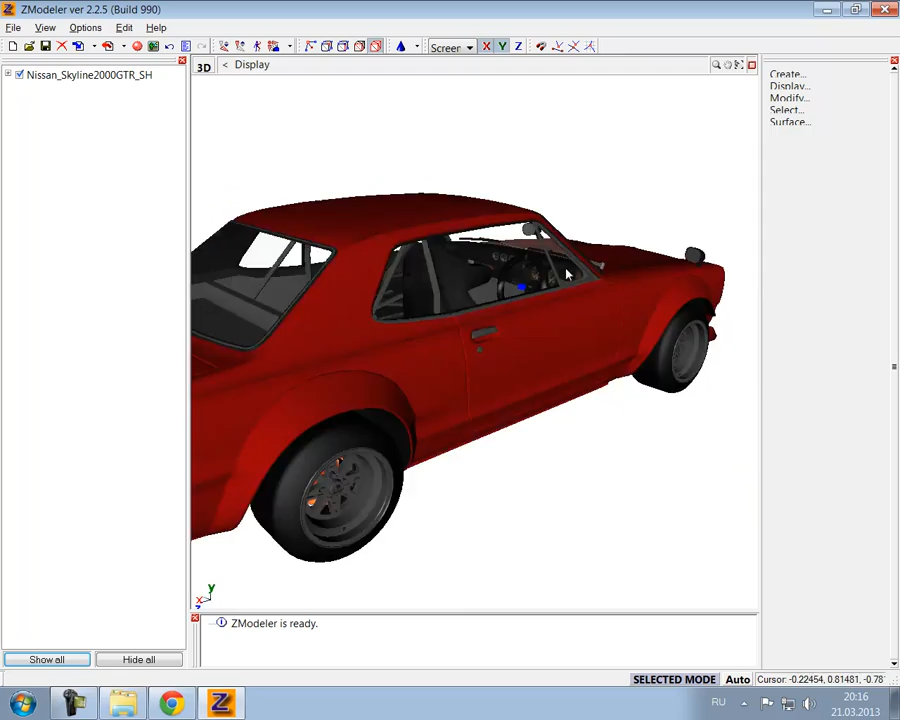 ZModeler ver 2.2.5 (Build 990)
File View Options Edit Help
Screen X Y Z
Nissan_Skyline2000GTR_SH
3D < Display
Create...
Display...
Modify...
Select...
Surface...
y
x
z
ZModeler is ready.
Show all Hide all
SELECTED MODE Auto Cursor: -0.22454, 0.81481, -0.78
RU 20:16
21.03.2013